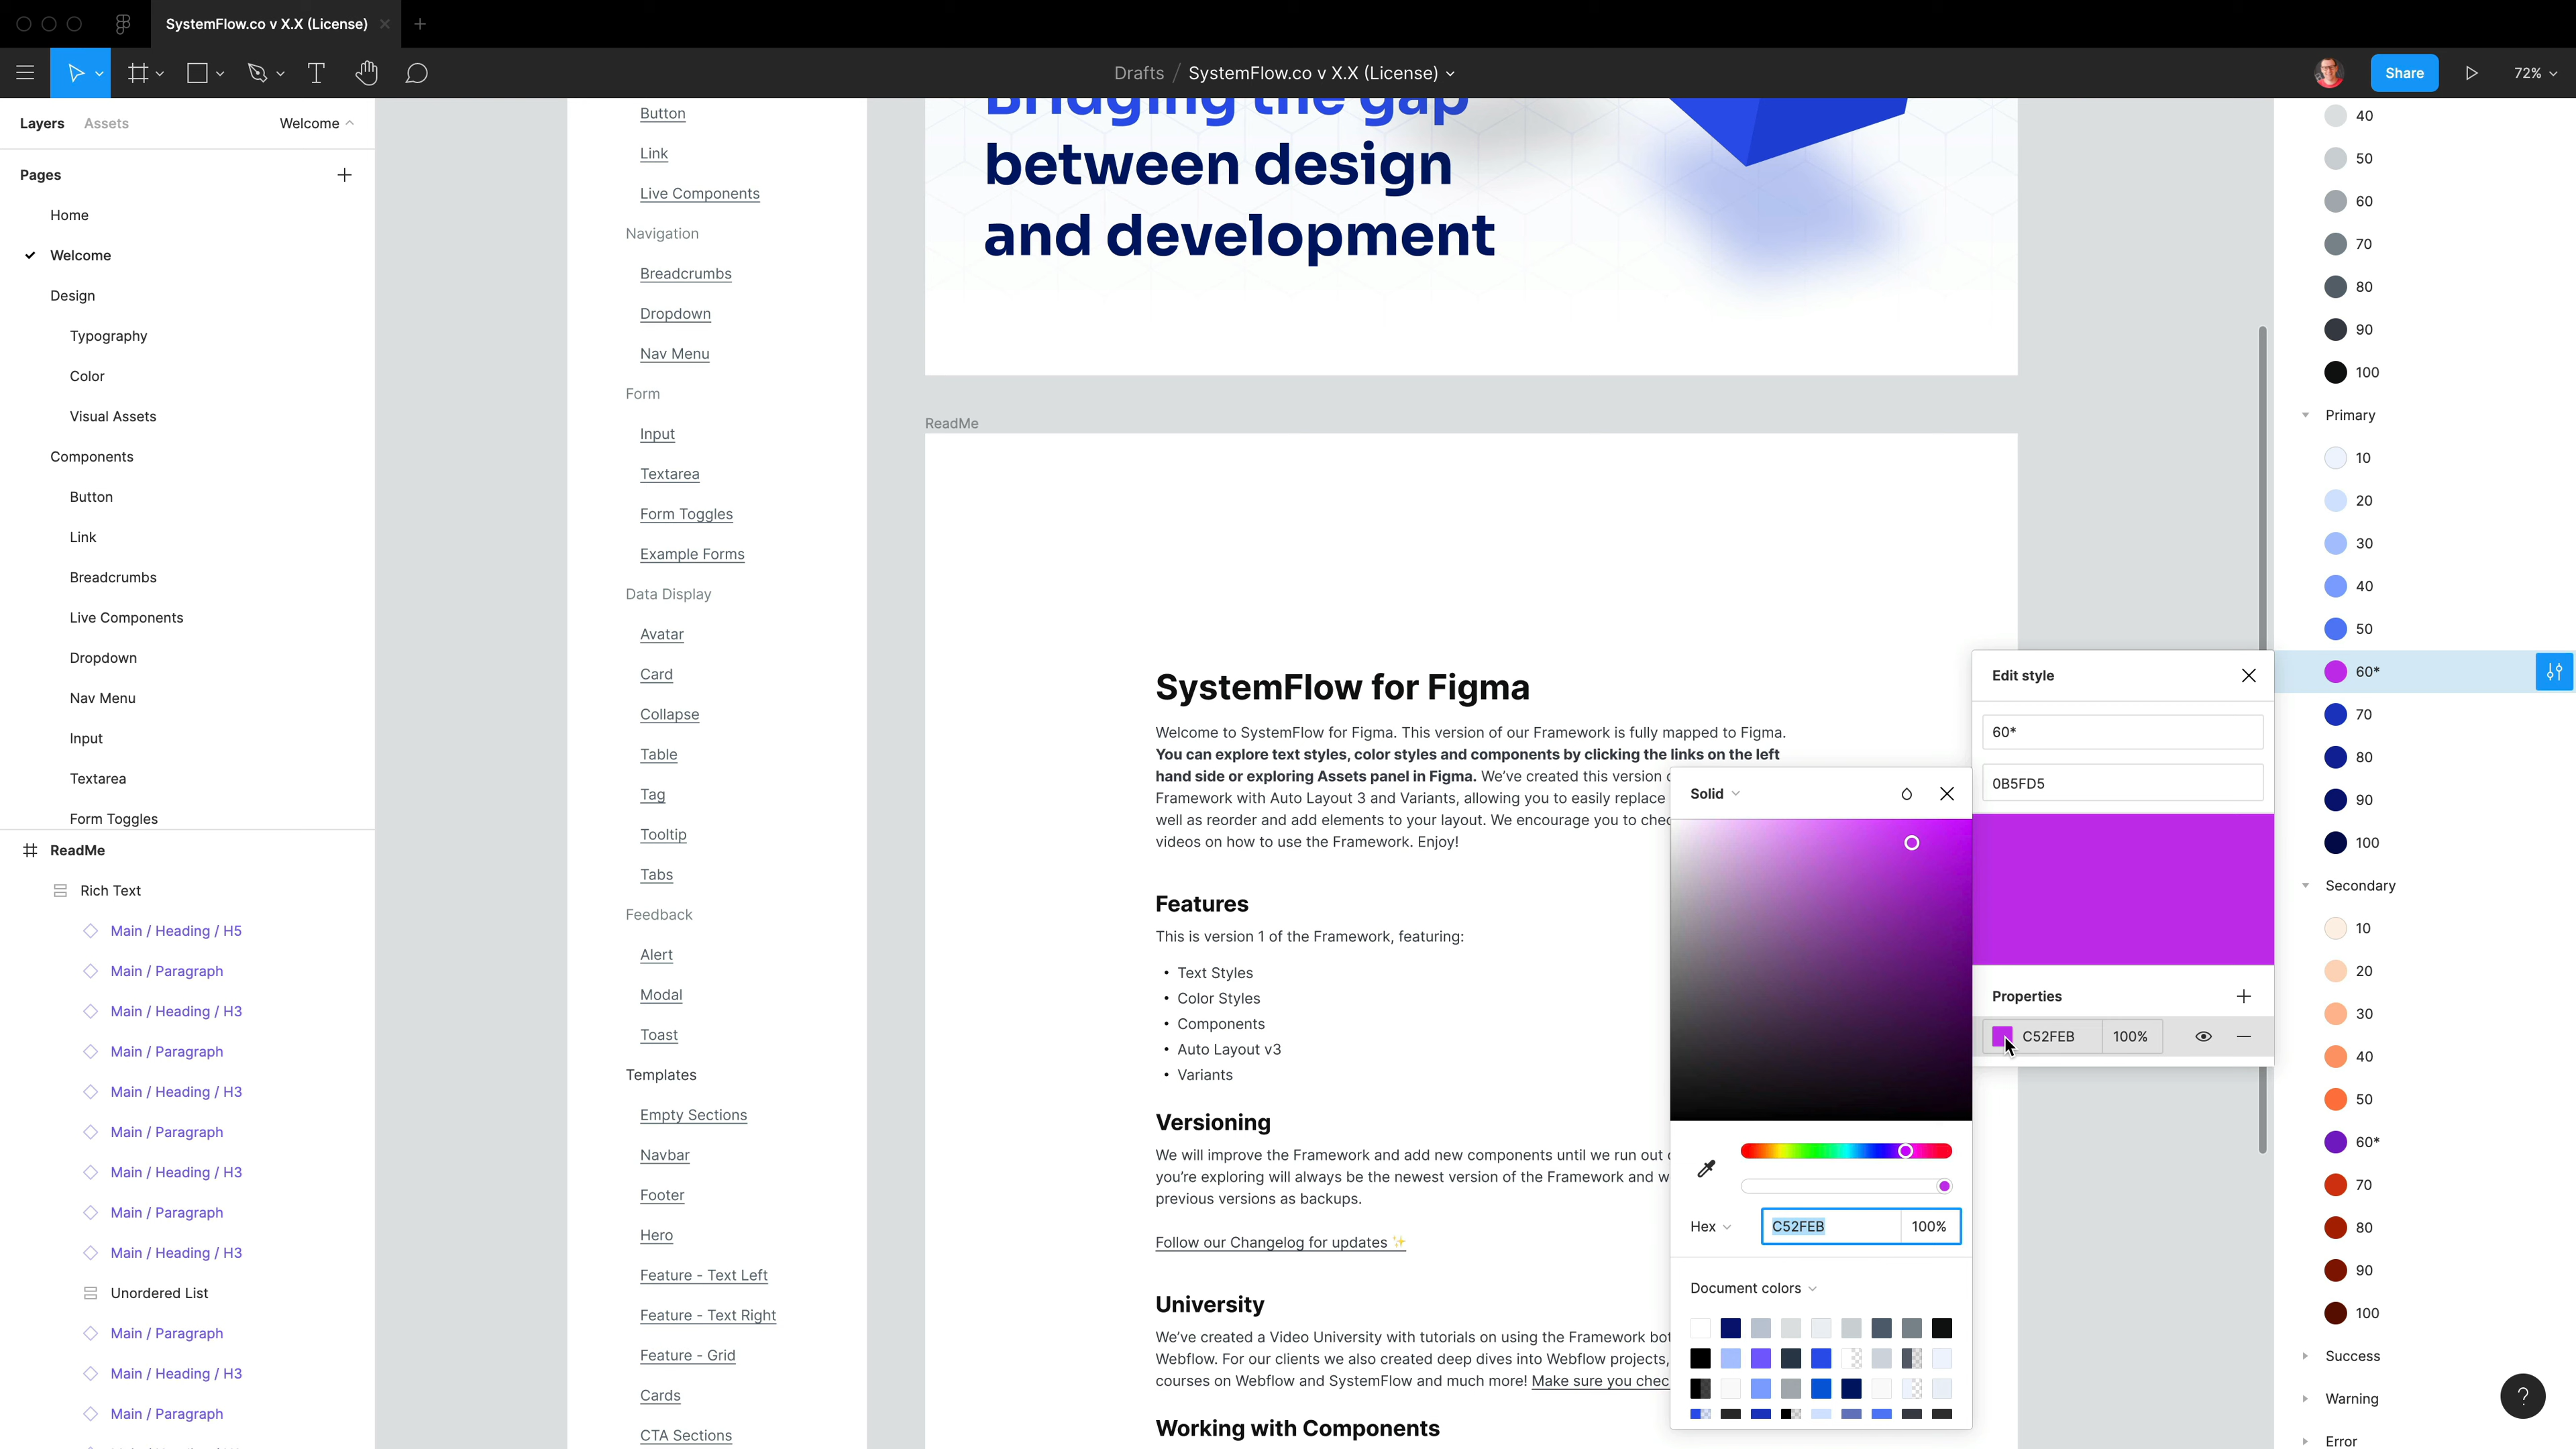 SystemFlow.co v X.X (License)
Drafts / SystemFlow.co v X.X (License)
Share
72%
Layers
Assets
Welcome
Pages
Home
Welcome
Design
Typography
Color
Visual Assets
Components
Button
Link
Breadcrumbs
Live Components
Dropdown
Nav Menu
Input
Textarea
Form Toggles
ReadMe
Rich Text
Main / Heading / H5
Main / Paragraph
Main / Heading / H3
Main / Paragraph
Main / Heading / H3
Main / Paragraph
Main / Heading / H3
Main / Paragraph
Main / Heading / H3
Unordered List
Main / Paragraph
Main / Heading / H3
Main / Paragraph
Button
Link
Live Components
Navigation
Breadcrumbs
Dropdown
Nav Menu
Form
Input
Textarea
Form Toggles
Example Forms
Data Display
Avatar
Card
Collapse
Table
Tag
Tooltip
Tabs
Feedback
Alert
Modal
Toast
Templates
Empty Sections
Navbar
Footer
Hero
Feature - Text Left
Feature - Text Right
Feature - Grid
Cards
CTA Sections
Bridging the gap
between design
and development
ReadMe
SystemFlow for Figma
Welcome to SystemFlow for Figma. This version of our Framework is fully mapped to Figma.
You can explore text styles, color styles and components by clicking the links on the left
hand side or exploring Assets panel in Figma. We've created this version
Framework with Auto Layout 3 and Variants, allowing you to easily replace
well as reorder and add elements to your layout. We encourage you to
videos on how to use the Framework. Enjoy!
Features
This is version 1 of the Framework, featuring:
• Text Styles
• Color Styles
• Components
• Auto Layout v3
• Variants
Versioning
We will improve the Framework and add new components until we run out
you're exploring will always be the newest version of the Framework and
previous versions as backups.
Follow our Changelog for updates ✨
University
We've created a Video University with tutorials on using the Framework
Webflow. For our clients we also created deep dives into Webflow projects,
courses on Webflow and SystemFlow and much more! Make sure you
Working with Components
Solid
Hex
C52FEB
100%
Document colors
Edit style
60*
0B5FD5
Properties
C52FEB
100%
40
50
60
70
80
90
100
Primary
10
20
30
40
50
60*
70
80
90
100
Secondary
10
20
30
40
50
60*
70
80
90
100
Success
Warning
Error
?